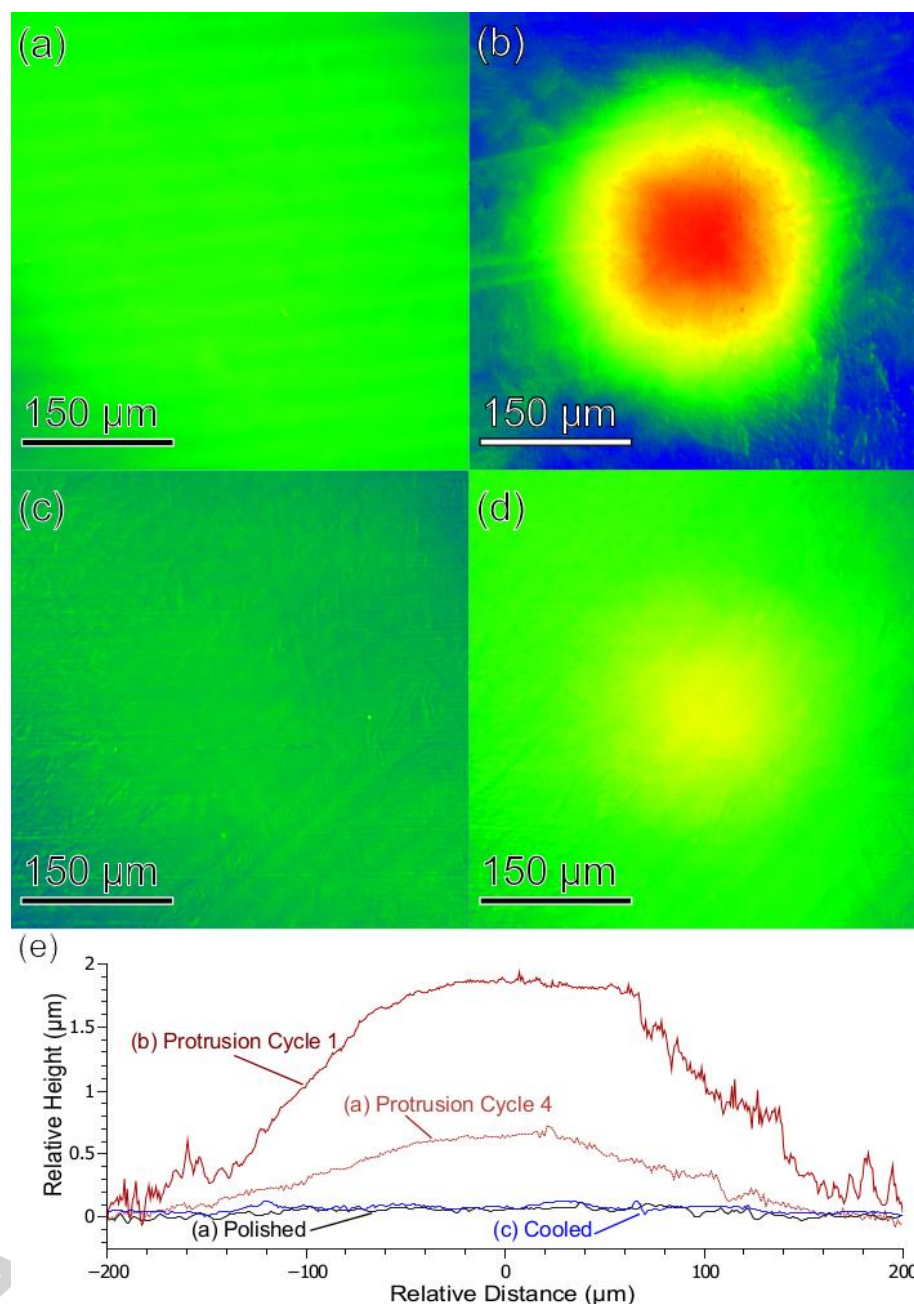 (a)
(b)
150 µm
150 µm
(c)
(d)
150 µm
150 µm
(e)
2
1.5
1
0.5
0
Relative Height (µm)
(b) Protrusion Cycle 1
(a) Protrusion Cycle 4
(a) Polished
(c) Cooled
−200
−100
0
100
200
Relative Distance (µm)